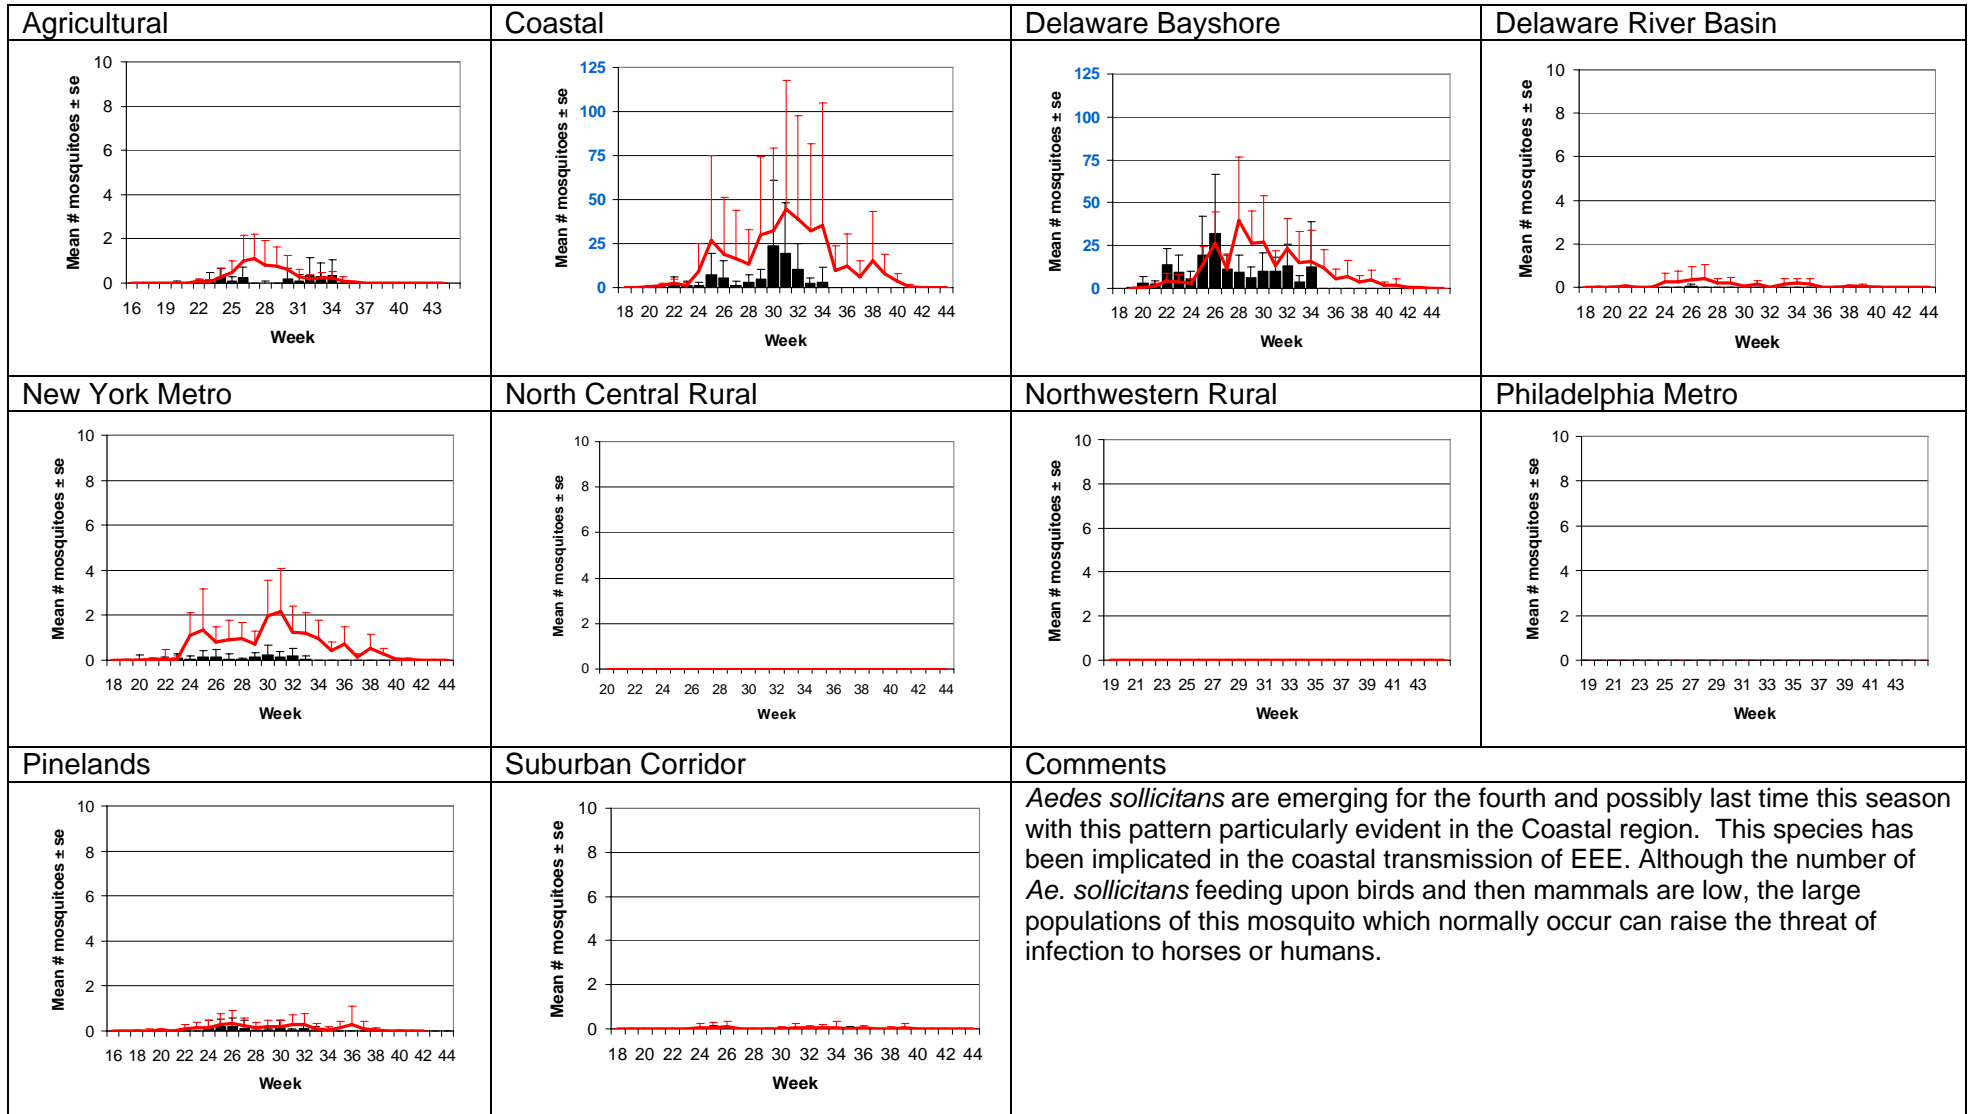 Agricultural
Mean # mosquitoes ± se
10
8
6
4
2
0
16 19 22 25 28 31 34 37 40 43
Week
Coastal
Mean # mosquitoes ± se
125
100
75
50
25
0
18 20 22 24 26 28 30 32 34 36 38 40 42 44
Week
Delaware Bayshore
Mean # mosquitoes ± se
125
100
75
50
25
0
18 20 22 24 26 28 30 32 34 36 38 40 42 44
Week
Delaware River Basin
Mean # mosquitoes ± se
10
8
6
4
2
0
18 20 22 24 26 28 30 32 34 36 38 40 42 44
Week
New York Metro
Mean # mosquitoes ± se
10
8
6
4
2
0
18 20 22 24 26 28 30 32 34 36 38 40 42 44
Week
North Central Rural
Mean # mosquitoes ± se
10
8
6
4
2
0
20 22 24 26 28 30 32 34 36 38 40 42 44
Week
Northwestern Rural
Mean # mosquitoes ± se
10
8
6
4
2
0
19 21 23 25 27 29 31 33 35 37 39 41 43
Week
Philadelphia Metro
Mean # mosquitoes ± se
10
8
6
4
2
0
19 21 23 25 27 29 31 33 35 37 39 41 43
Week
Pinelands
Mean # mosquitoes ± se
10
8
6
4
2
0
16 18 20 22 24 26 28 30 32 34 36 38 40 42 44
Week
Suburban Corridor
Mean # mosquitoes ± se
10
8
6
4
2
0
18 20 22 24 26 28 30 32 34 36 38 40 42 44
Week
Comments
Aedes sollicitans are emerging for the fourth and possibly last time this season
with this pattern particularly evident in the Coastal region.  This species has
been implicated in the coastal transmission of EEE. Although the number of
Ae. sollicitans feeding upon birds and then mammals are low, the large
populations of this mosquito which normally occur can raise the threat of
infection to horses or humans.